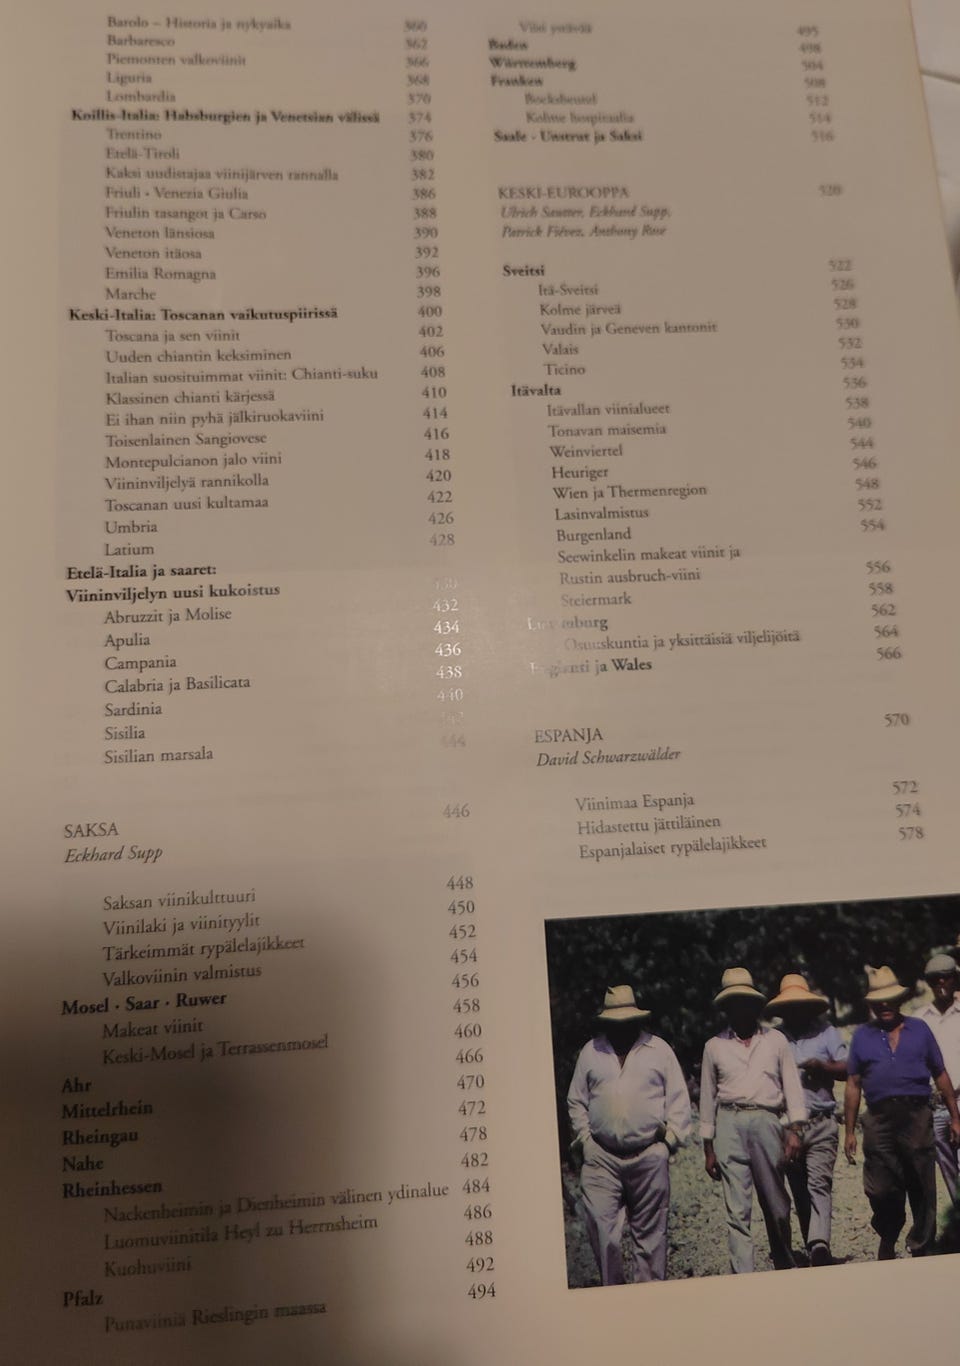 Barolo – Historia ja nykyaika 360
Barbaresco 362
Piemonten valkoviinit 366
Liguria 368
Lombardia 370
Koillis-Italia: Habsburgien ja Venetsian välissä 374
Trentino 376
Etelä-Tiroli 380
Kaksi uudistajaa viinijärven rannalla 382
Friuli • Venezia Giulia 386
Friulin tasangot ja Carso 388
Veneton länsiosa 390
Veneton itäosa 392
Emilia Romagna 396
Marche 398
Keski-Italia: Toscanan vaikutuspiirissä 400
Toscana ja sen viinit 402
Uuden chiantin keksiminen 406
Italian suosituimmat viinit: Chianti-suku 408
Klassinen chianti kärjessä 410
Ei ihan niin pyhä jälkiruokaviini 414
Toisenlainen Sangiovese 416
Montepulcianon jalo viini 418
Viininviljelyä rannikolla 420
Toscanan uusi kultamaa 422
Umbria 426
Latium 428
Etelä-Italia ja saaret:
Viininviljelyn uusi kukoistus
Abruzzit ja Molise 432
Apulia 434
Campania 436
Calabria ja Basilicata 438
Sardinia 440
Sisilia
Sisilian marsala 444
SAKSA 446
Eckhard Supp
Saksan viinikulttuuri 448
Viinilaki ja viinityylit 450
Tärkeimmät rypälelajikkeet 452
Valkoviinin valmistus 454
Mosel · Saar · Ruwer 456
Makeat viinit 458
Keski-Mosel ja Terrassenmosel 460
Ahr 466
Mittelrhein 470
Rheingau 472
Nahe 478
Rheinhessen 482
Nackenheimin ja Dienheimin välinen ydinalue 484
Luomuviinitila Heyl zu Herrnsheim 486
Kuohuviini 488
Pfalz 492
Punaviiniä Rieslingin maassa 494
Viini ystävää 495
Baden 498
Württemberg 504
Franken 508
Bocksbeutel 512
Kolme hospitaalia 514
Saale - Unstrut ja Saksi 516
KESKI-EUROOPPA 520
Ulrich Sautter, Eckhard Supp,
Patrick Fiévez, Anthony Rose
Sveitsi 522
Itä-Sveitsi 526
Kolme järveä 528
Vaudin ja Geneven kantonit 530
Valais 532
Ticino 534
Itävalta 536
Itävallan viinialueet 538
Tonavan maisemia 540
Weinviertel 544
Heuriger 546
Wien ja Thermenregion 548
Lasinvalmistus 552
Burgenland 554
Seewinkelin makeat viinit ja
Rustin ausbruch-viini 556
Steiermark 558
Luxemburg 562
Osuuskuntia ja yksittäisiä viljelijöitä 564
Englanti ja Wales 566
ESPANJA 570
David Schwarzwälder
Viinimaa Espanja 572
Hidastettu jättiläinen 574
Espanjalaiset rypälelajikkeet 578